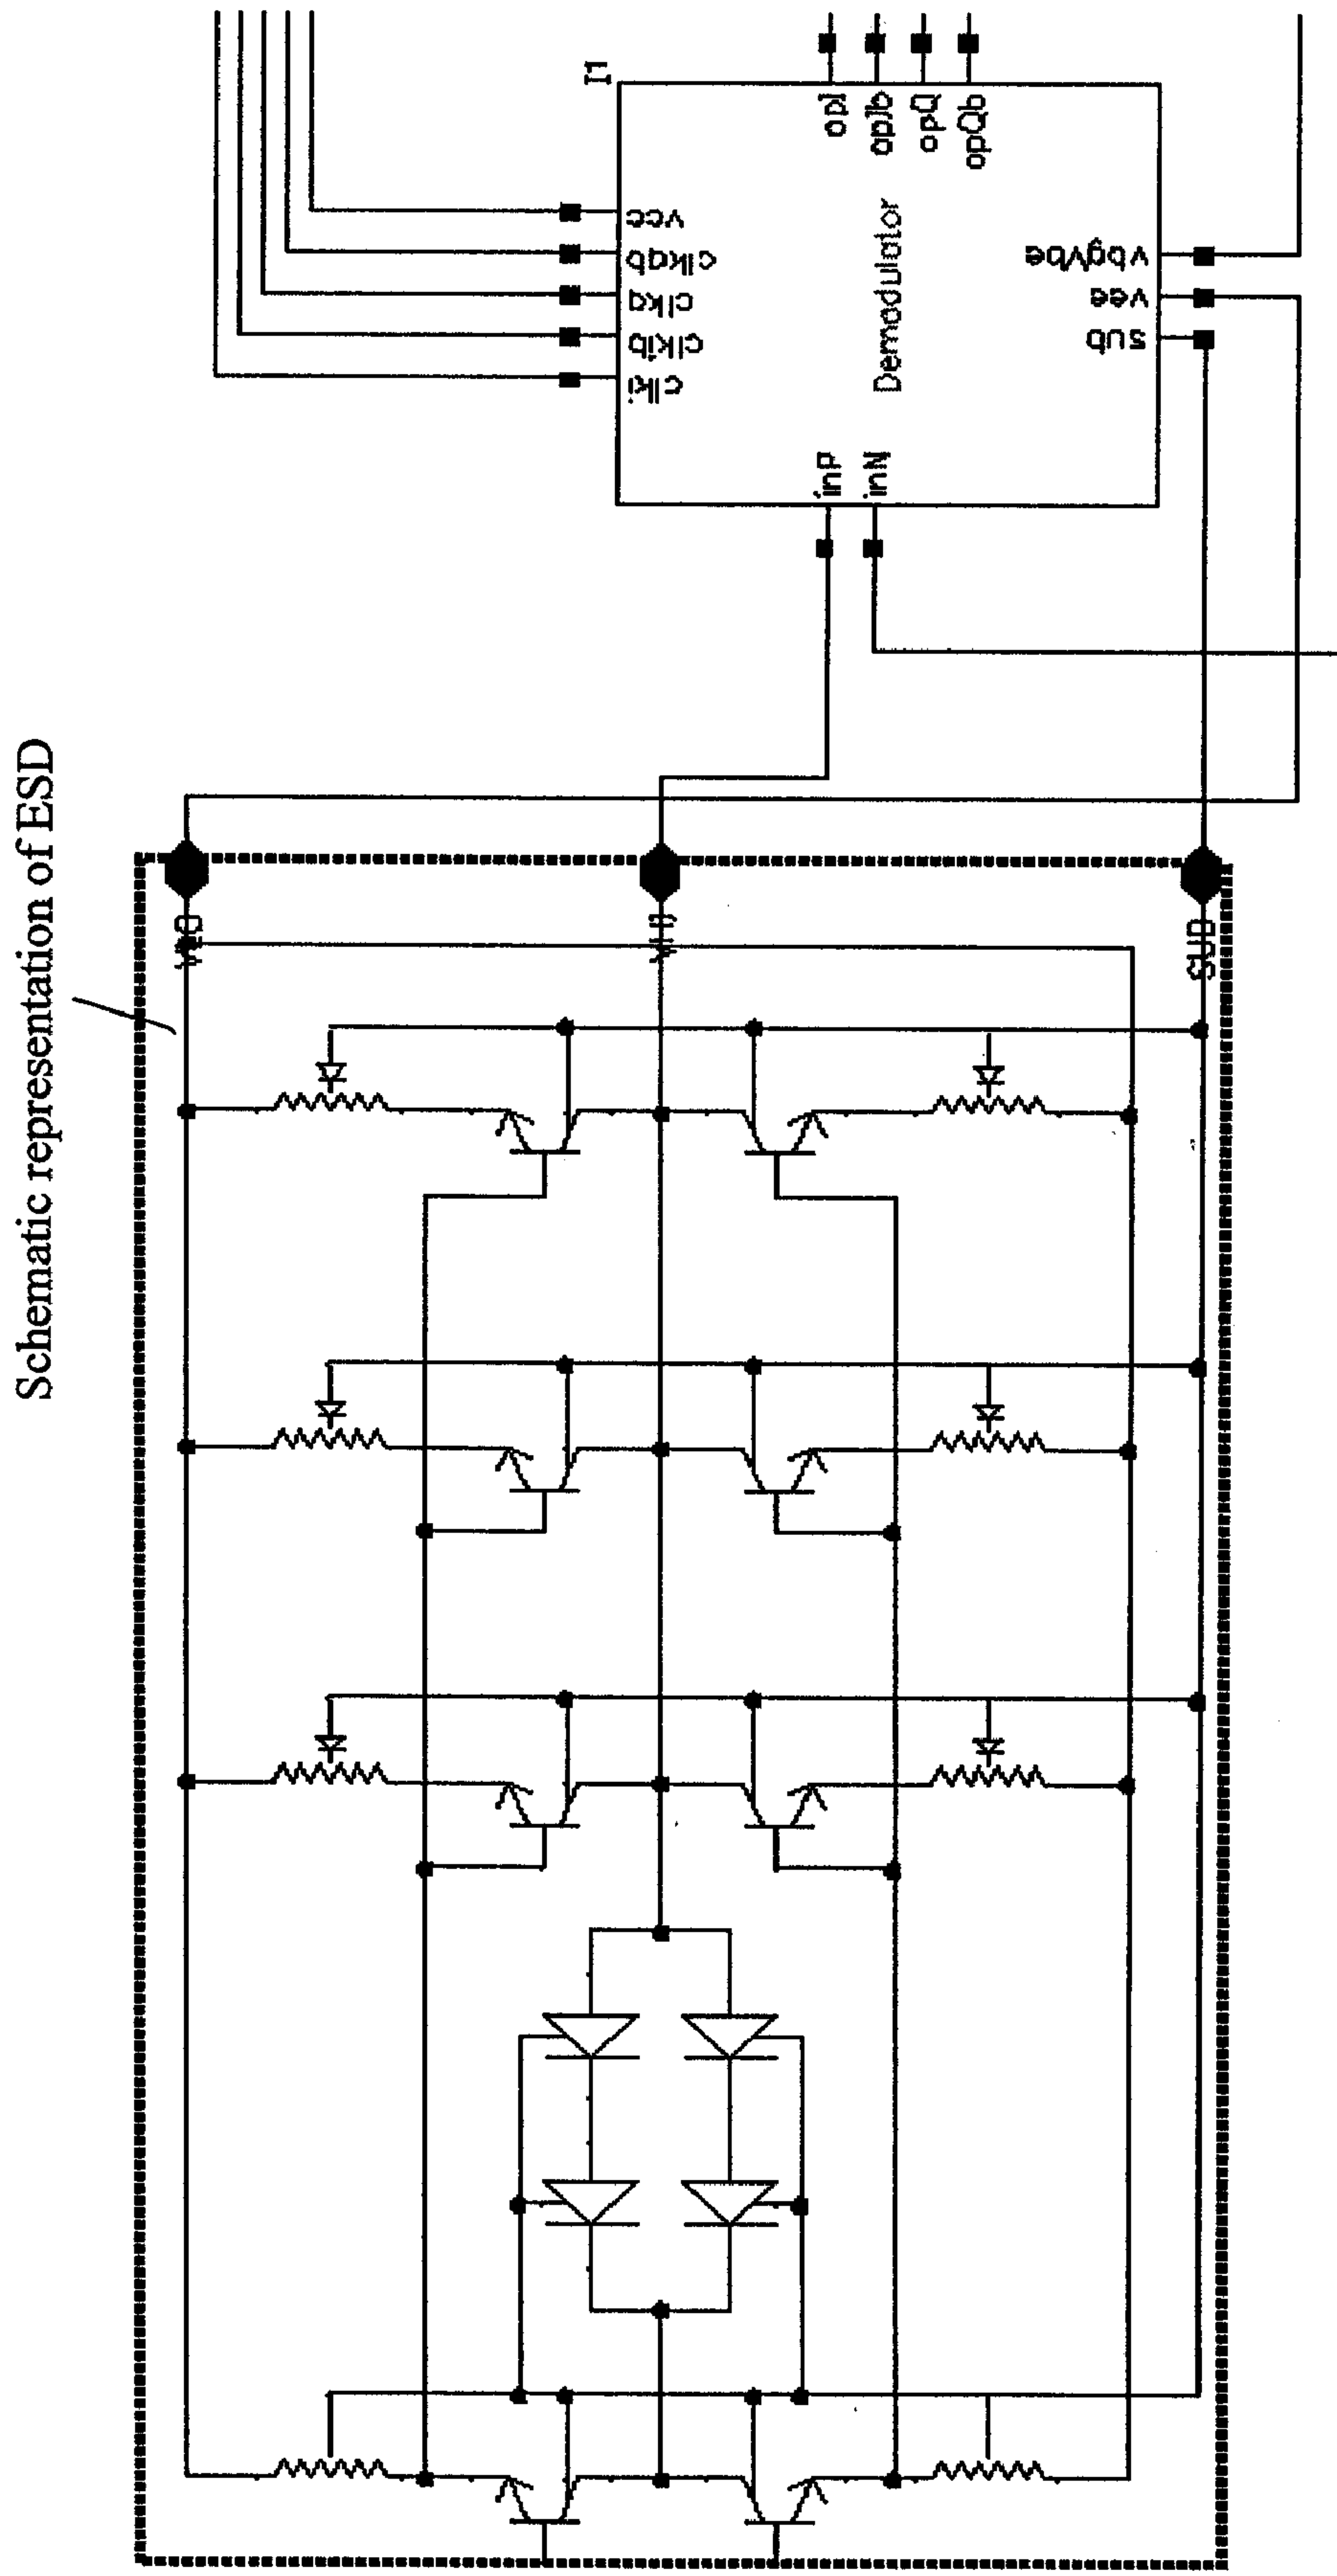 Schematic representation of ESD
I1
vcc
clkqb
clkq
clkib
clki
opI
opIb
opQ
opQb
Demodulator
inP
inN
vbgVbe
vee
sub
SUB